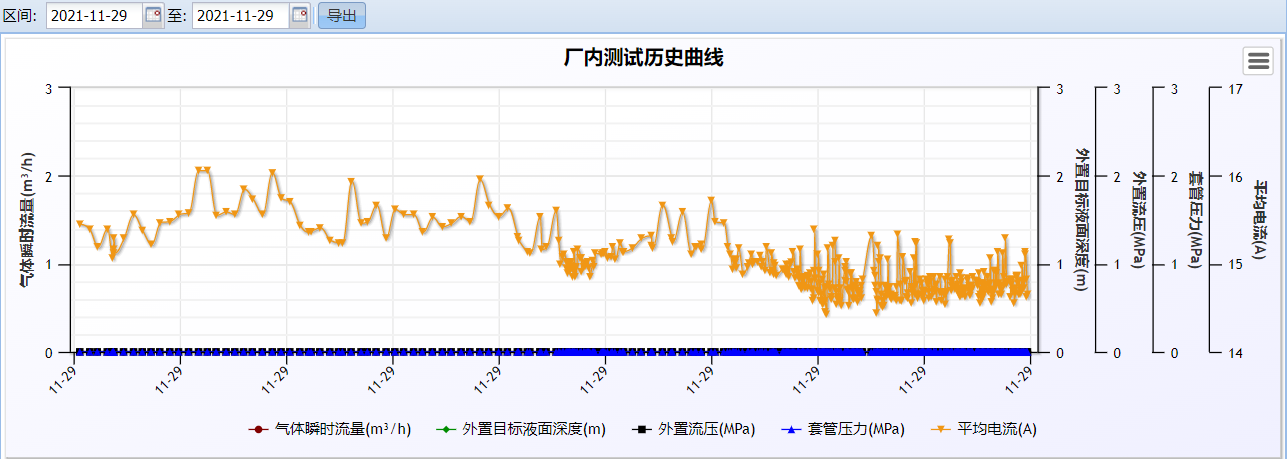 区间: 2021-11-29 至: 2021-11-29 导出
厂内测试历史曲线
气体瞬时流量(m³/h)
3
2
1
0
3
2
1
0
外置目标液面深度(m)
3
2
1
0
外置流压(MPa)
3
2
1
0
套管压力(MPa)
17
16
15
14
平均电流(A)
11-29 11-29 11-29 11-29 11-29 11-29 11-29 11-29 11-29 11-29
气体瞬时流量(m³/h) 外置目标液面深度(m) 外置流压(MPa) 套管压力(MPa) 平均电流(A)